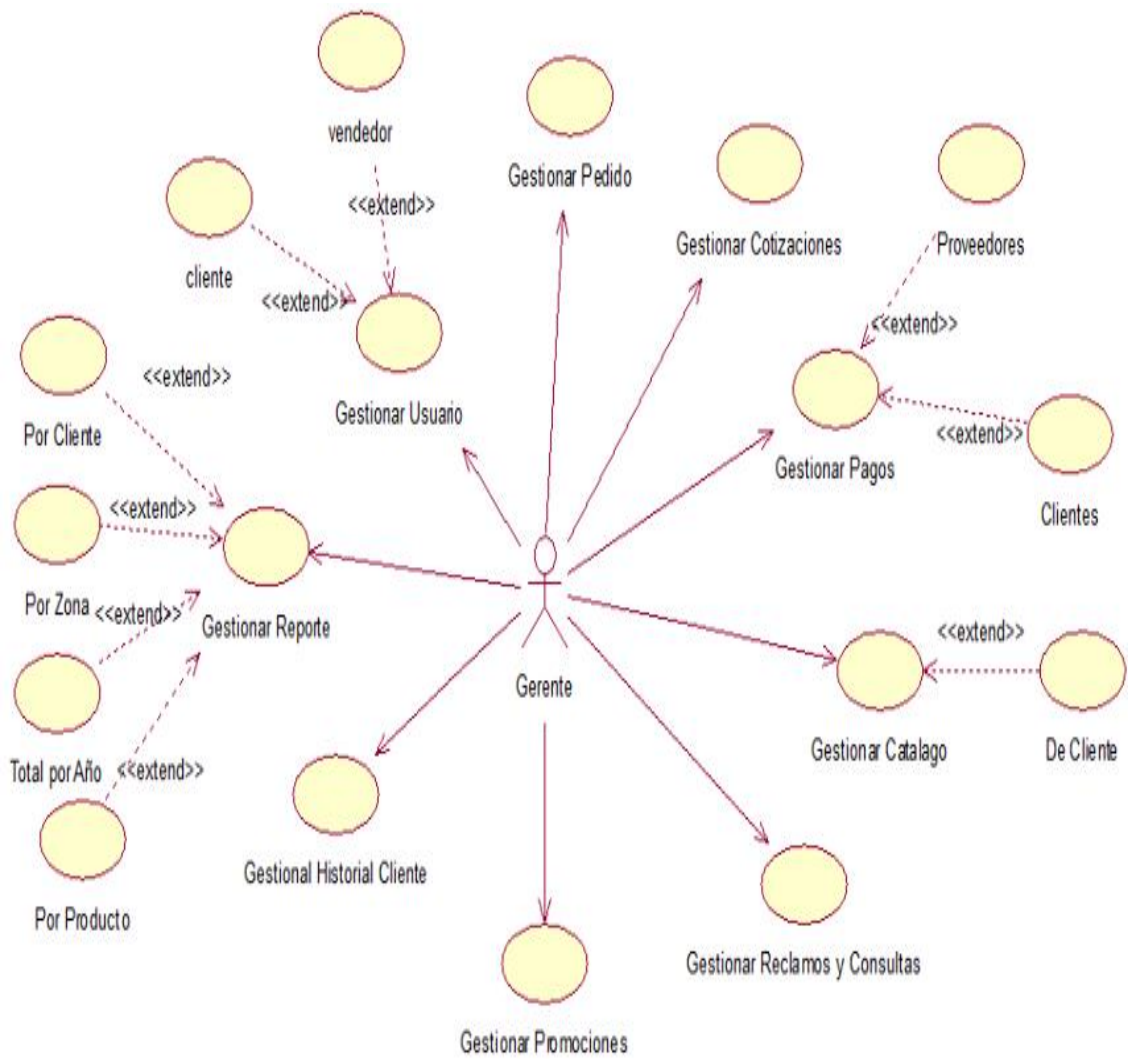 vendedor
Gestionar Pedido
<<extend>>
Gestionar Cotizaciones
Proveedores
cliente
<<extend>>
<<extend>>
<<extend>>
Gestionar Usuario
Por Cliente
<<extend>>
Gestionar Pagos
Clientes
<<extend>>
Por Zona
<<extend>>
Gestionar Reporte
<<extend>>
Gerente
Gestionar Catalago
De Cliente
Total por Año
<<extend>>
Gestional Historial Cliente
Por Producto
Gestionar Reclamos y Consultas
Gestionar Promociones